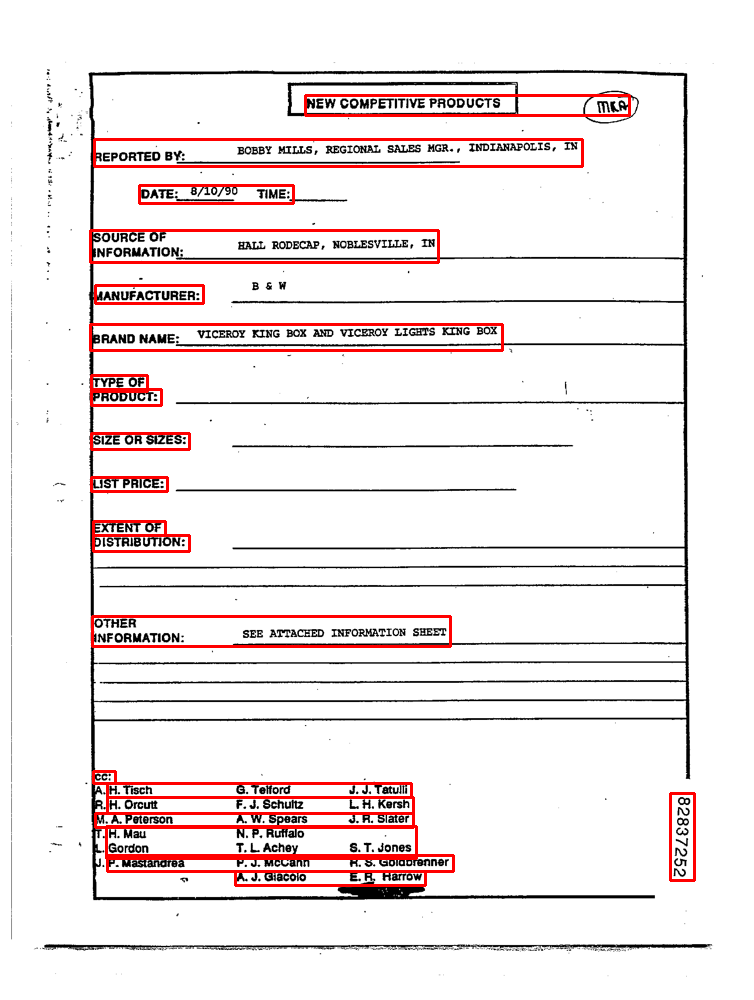 NEW COMPETITIVE PRODUCTS MKA
REPORTED BY: BOBBY MILLS, REGIONAL SALES MGR., INDIANAPOLIS, IN
DATE: 8/10/90 TIME:
SOURCE OF
INFORMATION: HALL RODECAP, NOBLESVILLE, IN
MANUFACTURER: B & W
BRAND NAME: VICEROY KING BOX AND VICEROY LIGHTS KING BOX
TYPE OF
PRODUCT:
SIZE OR SIZES:
LIST PRICE:
EXTENT OF
DISTRIBUTION:
OTHER
INFORMATION: SEE ATTACHED INFORMATION SHEET
cc:
A. H. Tisch G. Telford J. J. Tatulli
R. H. Orcutt F. J. Schultz L. H. Kersh
M. A. Peterson A. W. Spears J. R. Slater
T. H. Mau N. P. Ruffalo
L. Gordon T. L. Achey S. T. Jones
J. P. Mastandrea P. J. McCann R. S. Goldbrenner
A. J. Giacoio E. R. Harrow
82837252